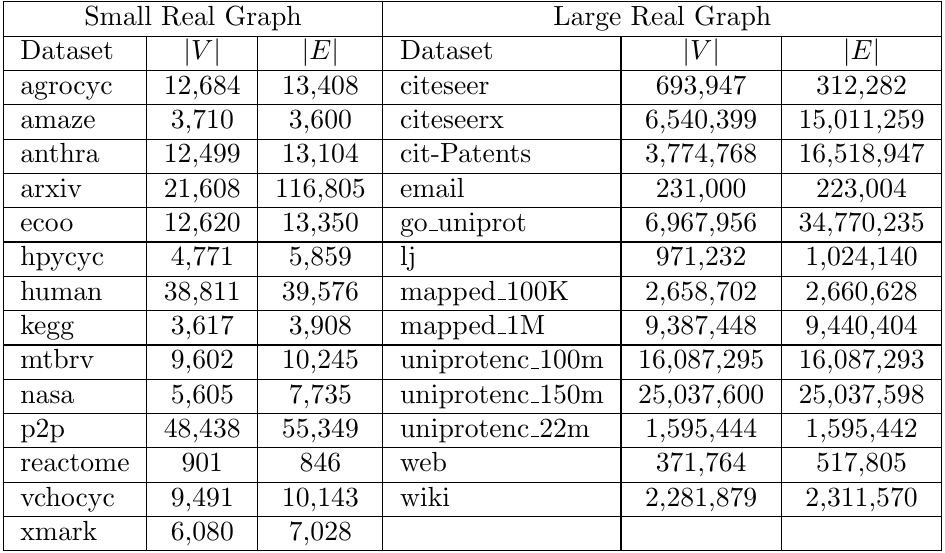 Small Real Graph Large Real Graph
Dataset |V| |E| Dataset |V| |E|
agrocyc 12,684 13,408 citeseer 693,947 312,282
amaze 3,710 3,600 citeseerx 6,540,399 15,011,259
anthra 12,499 13,104 cit-Patents 3,774,768 16,518,947
arxiv 21,608 116,805 email 231,000 223,004
ecoo 12,620 13,350 go_uniprot 6,967,956 34,770,235
hpycyc 4,771 5,859 lj 971,232 1,024,140
human 38,811 39,576 mapped_100K 2,658,702 2,660,628
kegg 3,617 3,908 mapped_1M 9,387,448 9,440,404
mtbrv 9,602 10,245 uniprotenc_100m 16,087,295 16,087,293
nasa 5,605 7,735 uniprotenc_150m 25,037,600 25,037,598
p2p 48,438 55,349 uniprotenc_22m 1,595,444 1,595,442
reactome 901 846 web 371,764 517,805
vchocyc 9,491 10,143 wiki 2,281,879 2,311,570
xmark 6,080 7,028